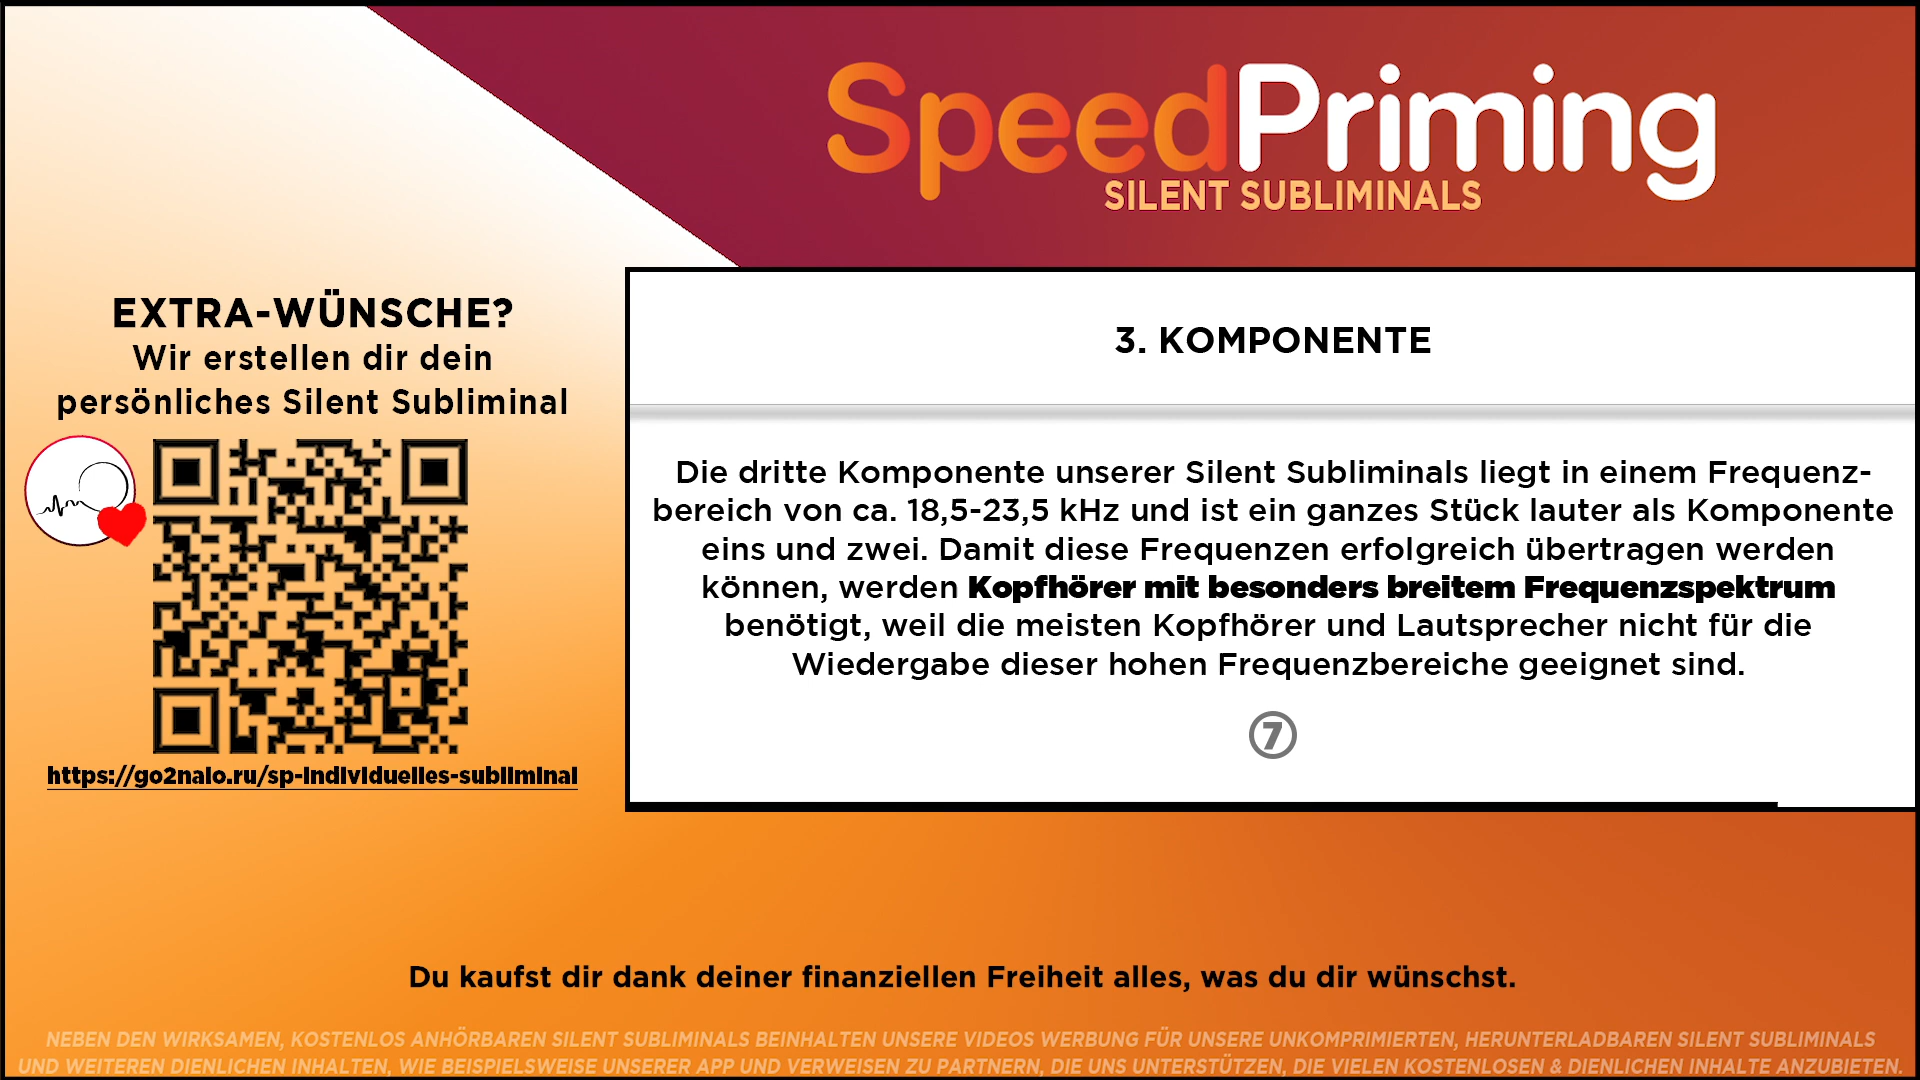 SpeedPriming
SILENT SUBLIMINALS
EXTRA-WÜNSCHE?
Wir erstellen dir dein
persönliches Silent Subliminal
https://go2nalo.ru/sp-individuelles-subliminal
3. KOMPONENTE
Die dritte Komponente unserer Silent Subliminals liegt in einem Frequenz-
bereich von ca. 18,5-23,5 kHz und ist ein ganzes Stück lauter als Komponente
eins und zwei. Damit diese Frequenzen erfolgreich übertragen werden
können, werden Kopfhörer mit besonders breitem Frequenzspektrum
benötigt, weil die meisten Kopfhörer und Lautsprecher nicht für die
Wiedergabe dieser hohen Frequenzbereiche geeignet sind.
7
Du kaufst dir dank deiner finanziellen Freiheit alles, was du dir wünschst.
NEBEN DEN WIRKSAMEN, KOSTENLOS ANHÖRBAREN SILENT SUBLIMINALS BEINHALTEN UNSERE VIDEOS WERBUNG FÜR UNSERE UNKOMPRIMIERTEN, HERUNTERLADBAREN SILENT SUBLIMINALS
UND WEITEREN DIENLICHEN INHALTEN, WIE BEISPIELSWEISE UNSERER APP UND VERWEISEN ZU PARTNERN, DIE UNS UNTERSTÜTZEN, DIE VIELEN KOSTENLOSEN & DIENLICHEN INHALTE ANZUBIETEN.